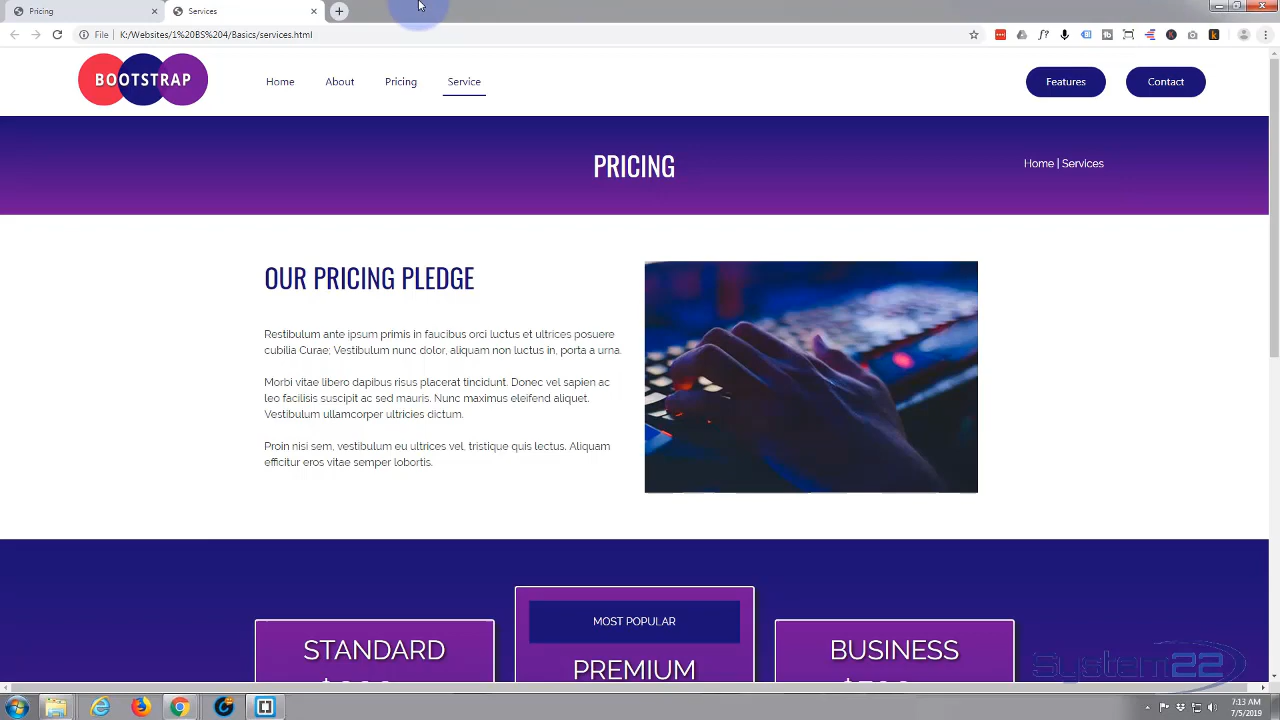 Pricing
Services
File | K:/Websites/1%20BS%204/Basics/services.html
BOOTSTRAP
Home About Pricing Service
Features Contact
PRICING
Home | Services
OUR PRICING PLEDGE
Restibulum ante ipsum primis in faucibus orci luctus et ultrices posuere
cubilia Curae; Vestibulum nunc dolor, aliquam non luctus in, porta a urna.
Morbi vitae libero dapibus risus placerat tincidunt. Donec vel sapien ac
leo facilisis suscipit ac sed mauris. Nunc maximus eleifend aliquet.
Vestibulum ullamcorper ultricies dictum.
Proin nisi sem, vestibulum eu ultrices vel, tristique quis lectus. Aliquam
efficitur eros vitae semper lobortis.
MOST POPULAR
STANDARD
PREMIUM
BUSINESS
System22
7:13 AM
7/5/2019